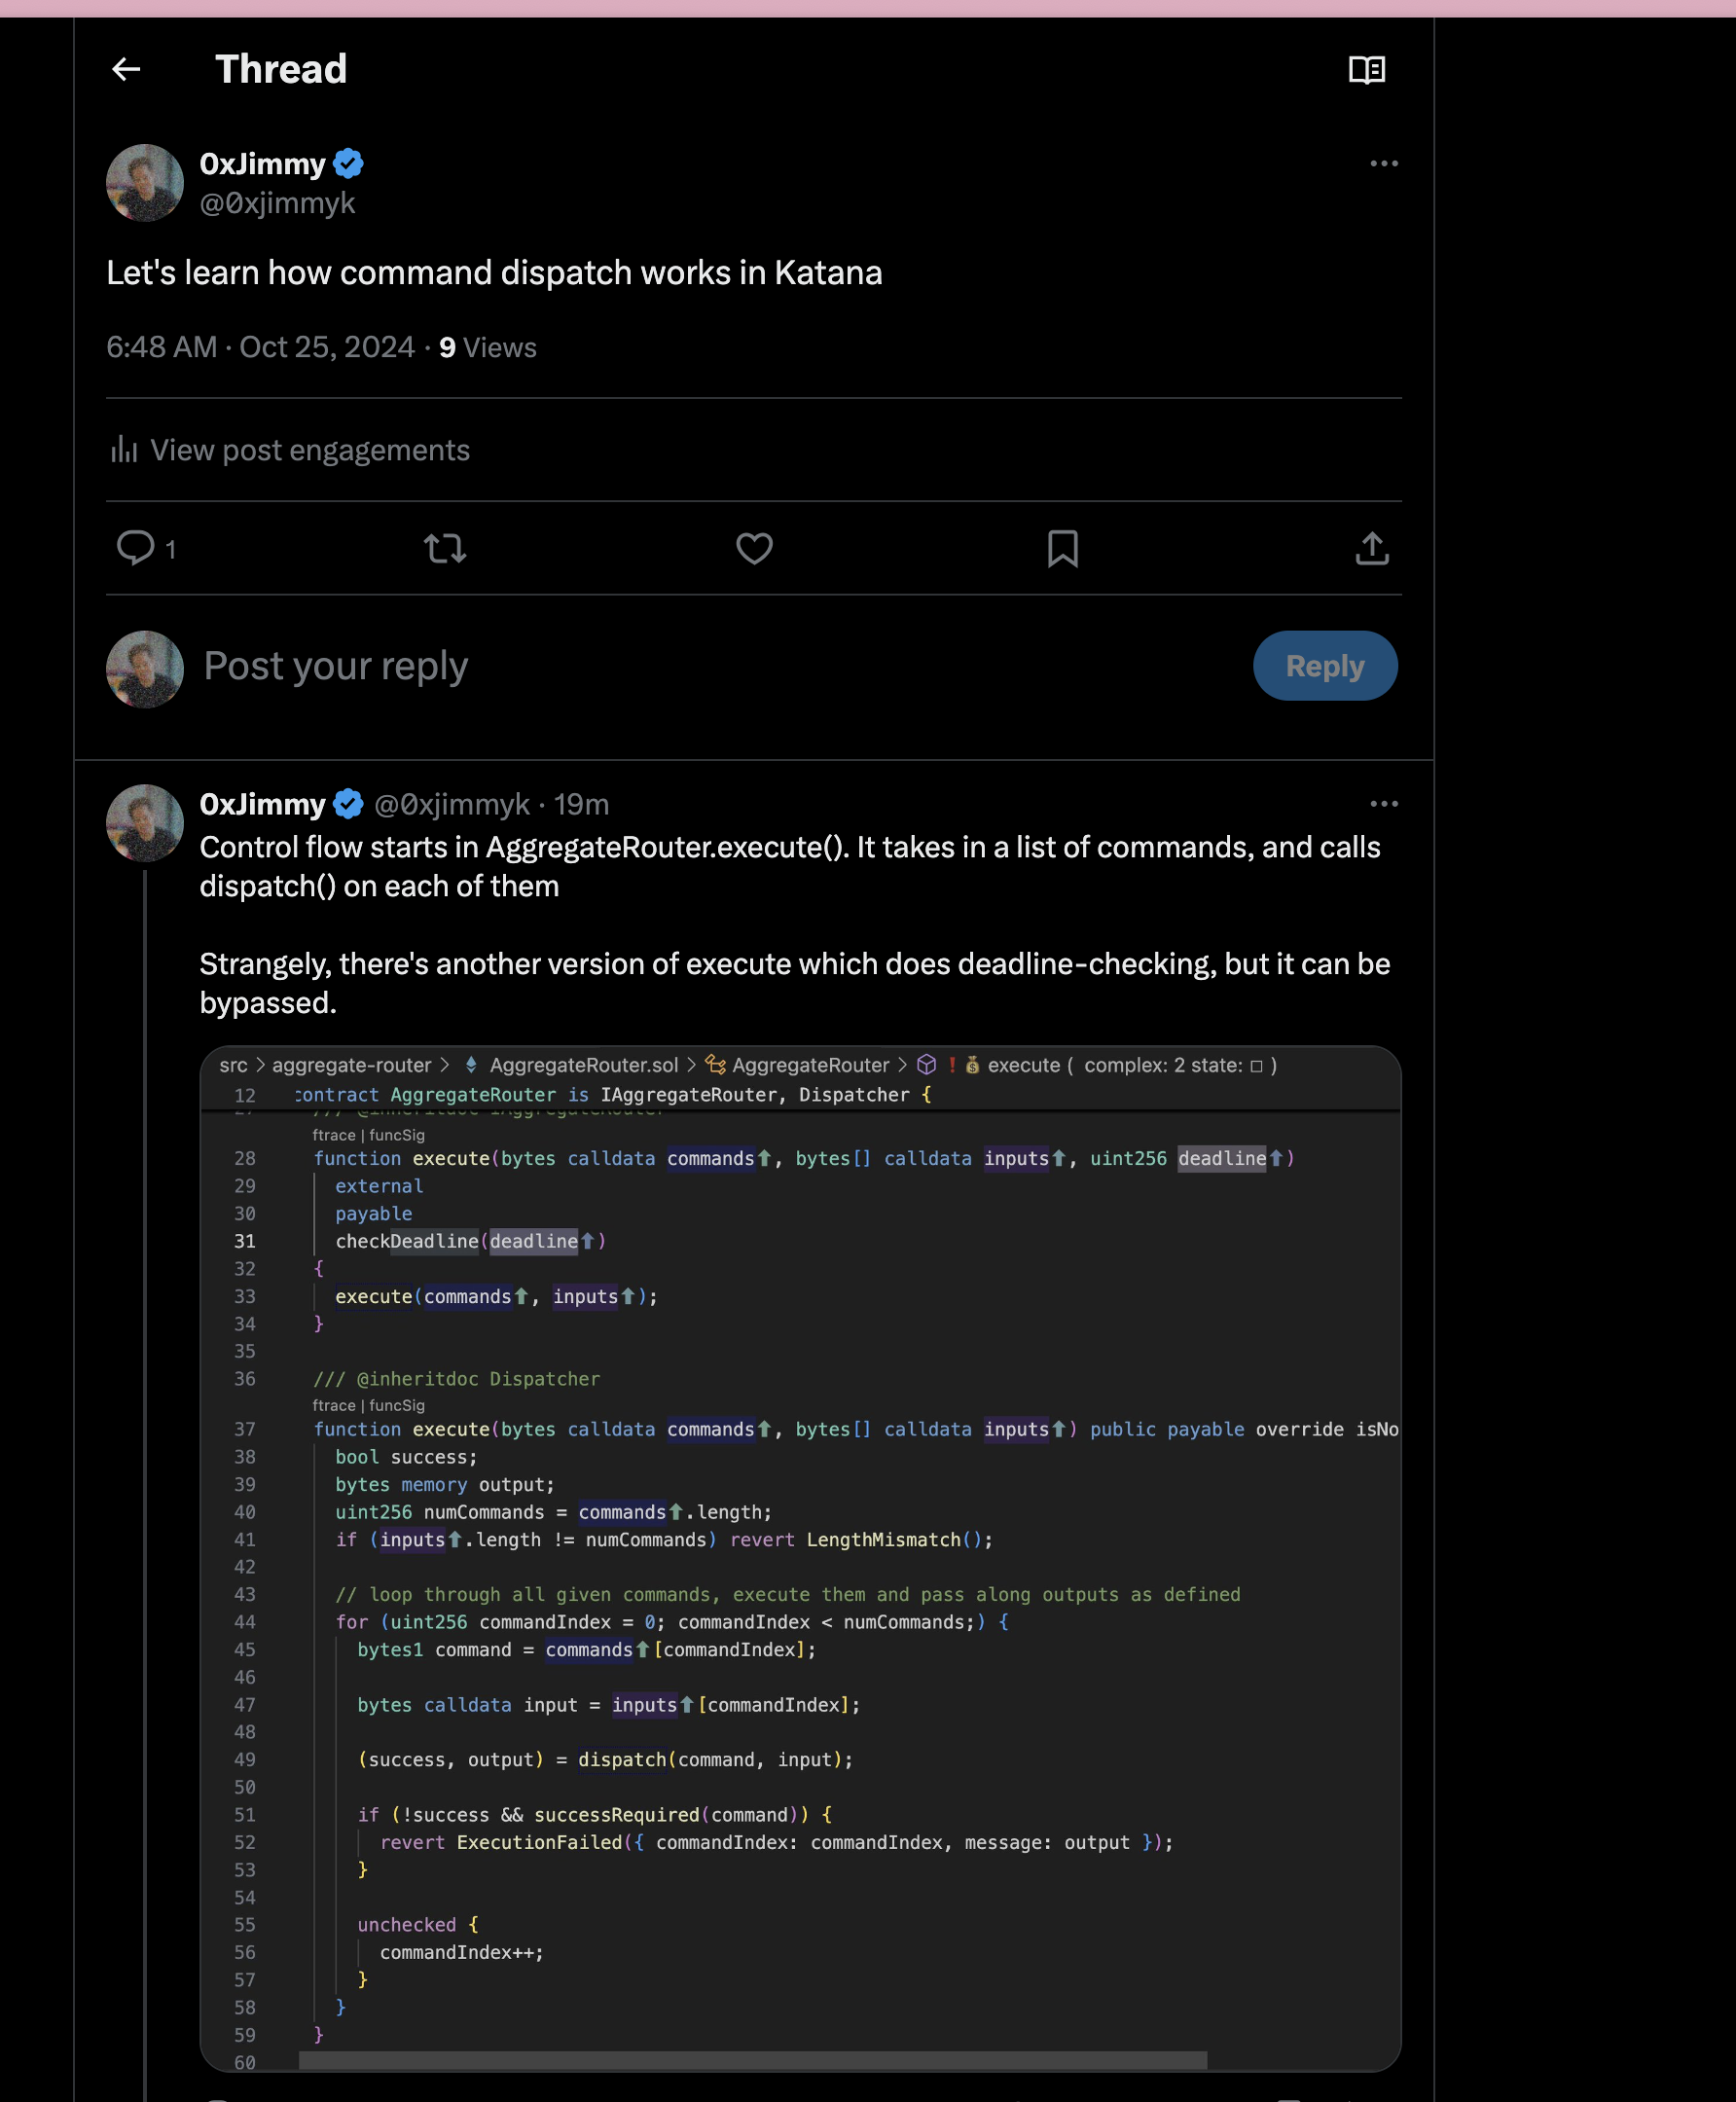 Thread
0xJimmy
@0xjimmyk
Let's learn how command dispatch works in Katana
6:48 AM · Oct 25, 2024 · 9 Views
View post engagements
1
Post your reply
Reply
0xJimmy @0xjimmyk · 19m
Control flow starts in AggregateRouter.execute(). It takes in a list of commands, and calls
dispatch() on each of them
Strangely, there's another version of execute which does deadline-checking, but it can be
bypassed.
src > aggregate-router > AggregateRouter.sol > AggregateRouter > execute ( complex: 2 state: □ )
12 contract AggregateRouter is IAggregateRouter, Dispatcher {
27 /// @inheritdoc IAggregateRouter
ftrace | funcSig
28 function execute(bytes calldata commands↑, bytes[] calldata inputs↑, uint256 deadline↑)
29 external
30 payable
31 checkDeadline(deadline↑)
32 {
33 execute(commands↑, inputs↑);
34 }
35
36 /// @inheritdoc Dispatcher
ftrace | funcSig
37 function execute(bytes calldata commands↑, bytes[] calldata inputs↑) public payable override isNo
38 bool success;
39 bytes memory output;
40 uint256 numCommands = commands↑.length;
41 if (inputs↑.length != numCommands) revert LengthMismatch();
42
43 // loop through all given commands, execute them and pass along outputs as defined
44 for (uint256 commandIndex = 0; commandIndex < numCommands;) {
45 bytes1 command = commands↑[commandIndex];
46
47 bytes calldata input = inputs↑[commandIndex];
48
49 (success, output) = dispatch(command, input);
50
51 if (!success && successRequired(command)) {
52 revert ExecutionFailed({ commandIndex: commandIndex, message: output });
53 }
54
55 unchecked {
56 commandIndex++;
57 }
58 }
59 }
60